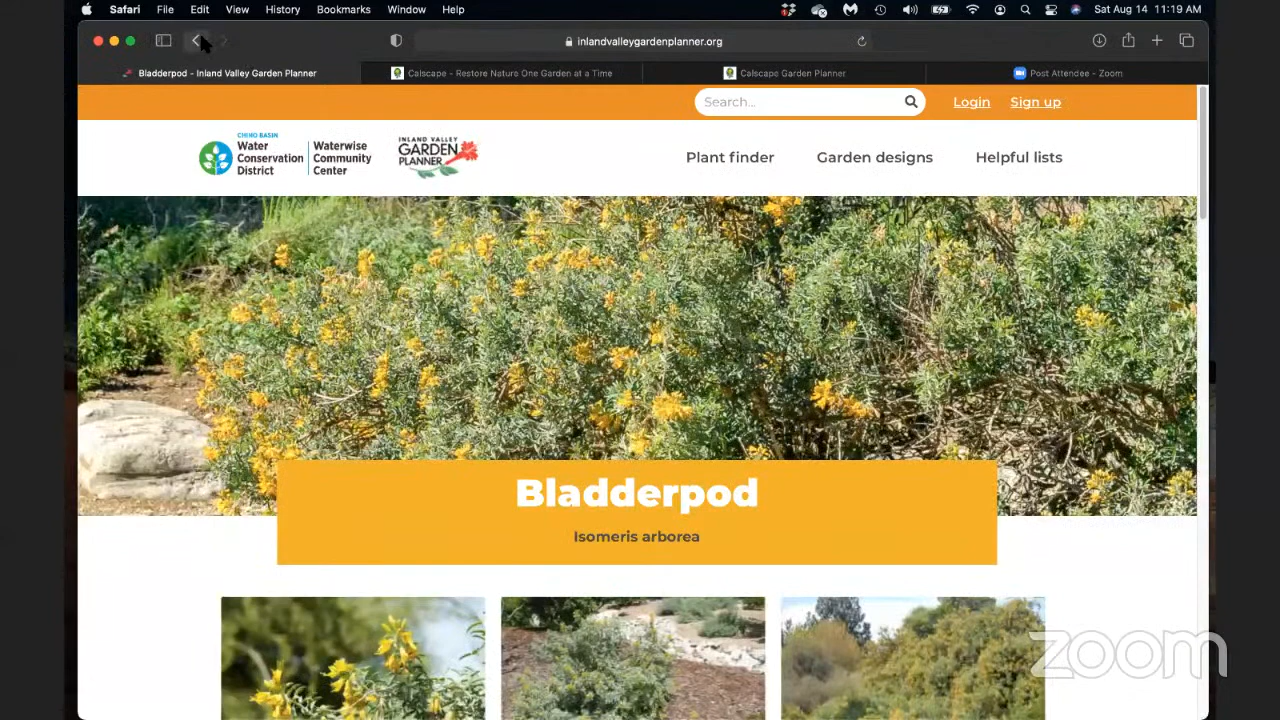 Safari File Edit View History Bookmarks Window Help Sat Aug 14 11:19 AM
inlandvalleygardenplanner.org
Bladderpod - Inland Valley Garden Planner Calscape - Restore Nature One Garden at a Time Calscape Garden Planner Post Attendee - Zoom
Search... Login Sign up
CHINO BASIN
Water
Conservation
District
Waterwise
Community
Center
INLAND VALLEY
GARDEN
PLANNER
Plant finder Garden designs Helpful lists
Bladderpod
Isomeris arborea
zoom